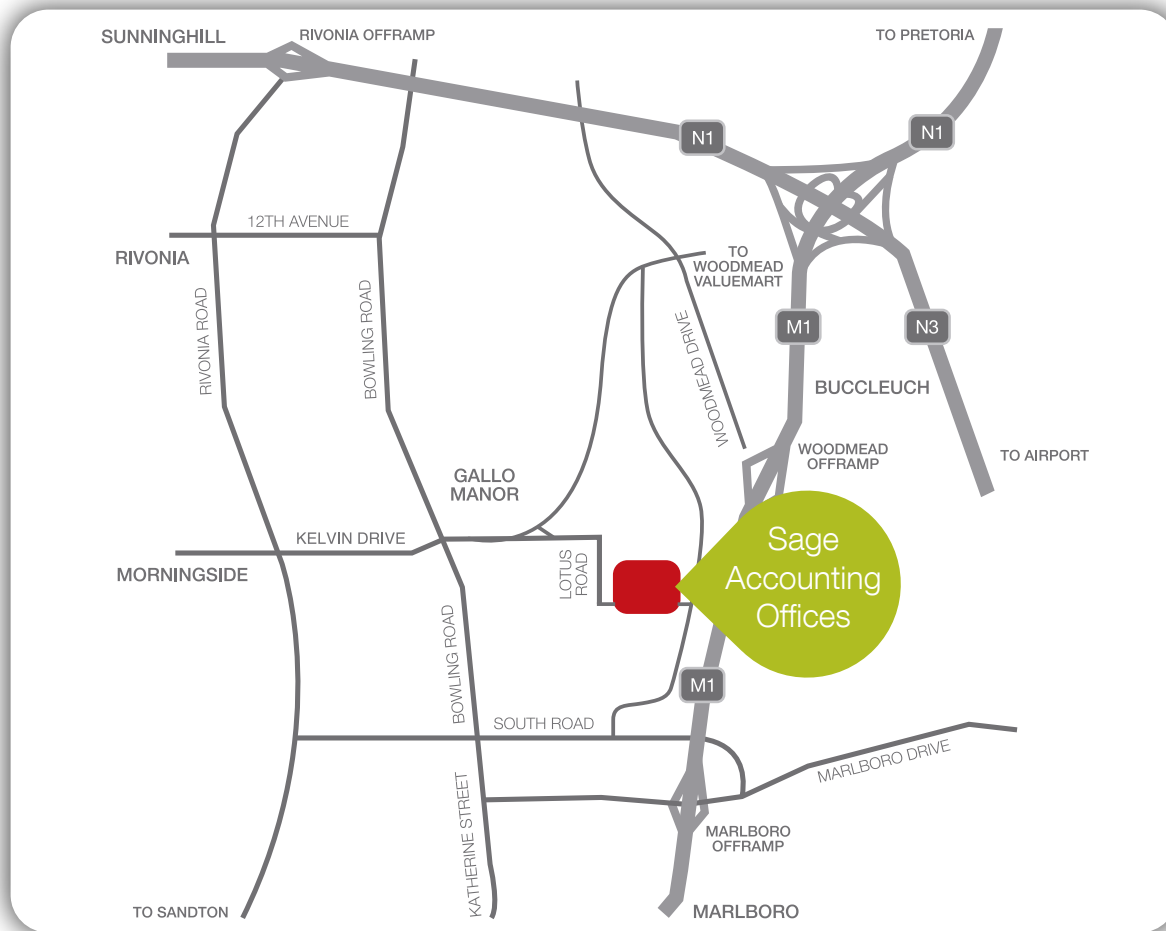 SUNNINGHILL
RIVONIA OFFRAMP
TO PRETORIA
N1
N1
12TH AVENUE
RIVONIA
TO
WOODMEAD
VALUEMART
RIVONIA ROAD
BOWLING ROAD
WOODMEAD DRIVE
M1
N3
BUCCLEUCH
WOODMEAD
OFFRAMP
TO AIRPORT
GALLO
MANOR
KELVIN DRIVE
MORNINGSIDE
LOTUS
ROAD
Sage
Accounting
Offices
BOWLING ROAD
M1
SOUTH ROAD
MARLBORO DRIVE
KATHERINE STREET
MARLBORO
OFFRAMP
TO SANDTON
MARLBORO